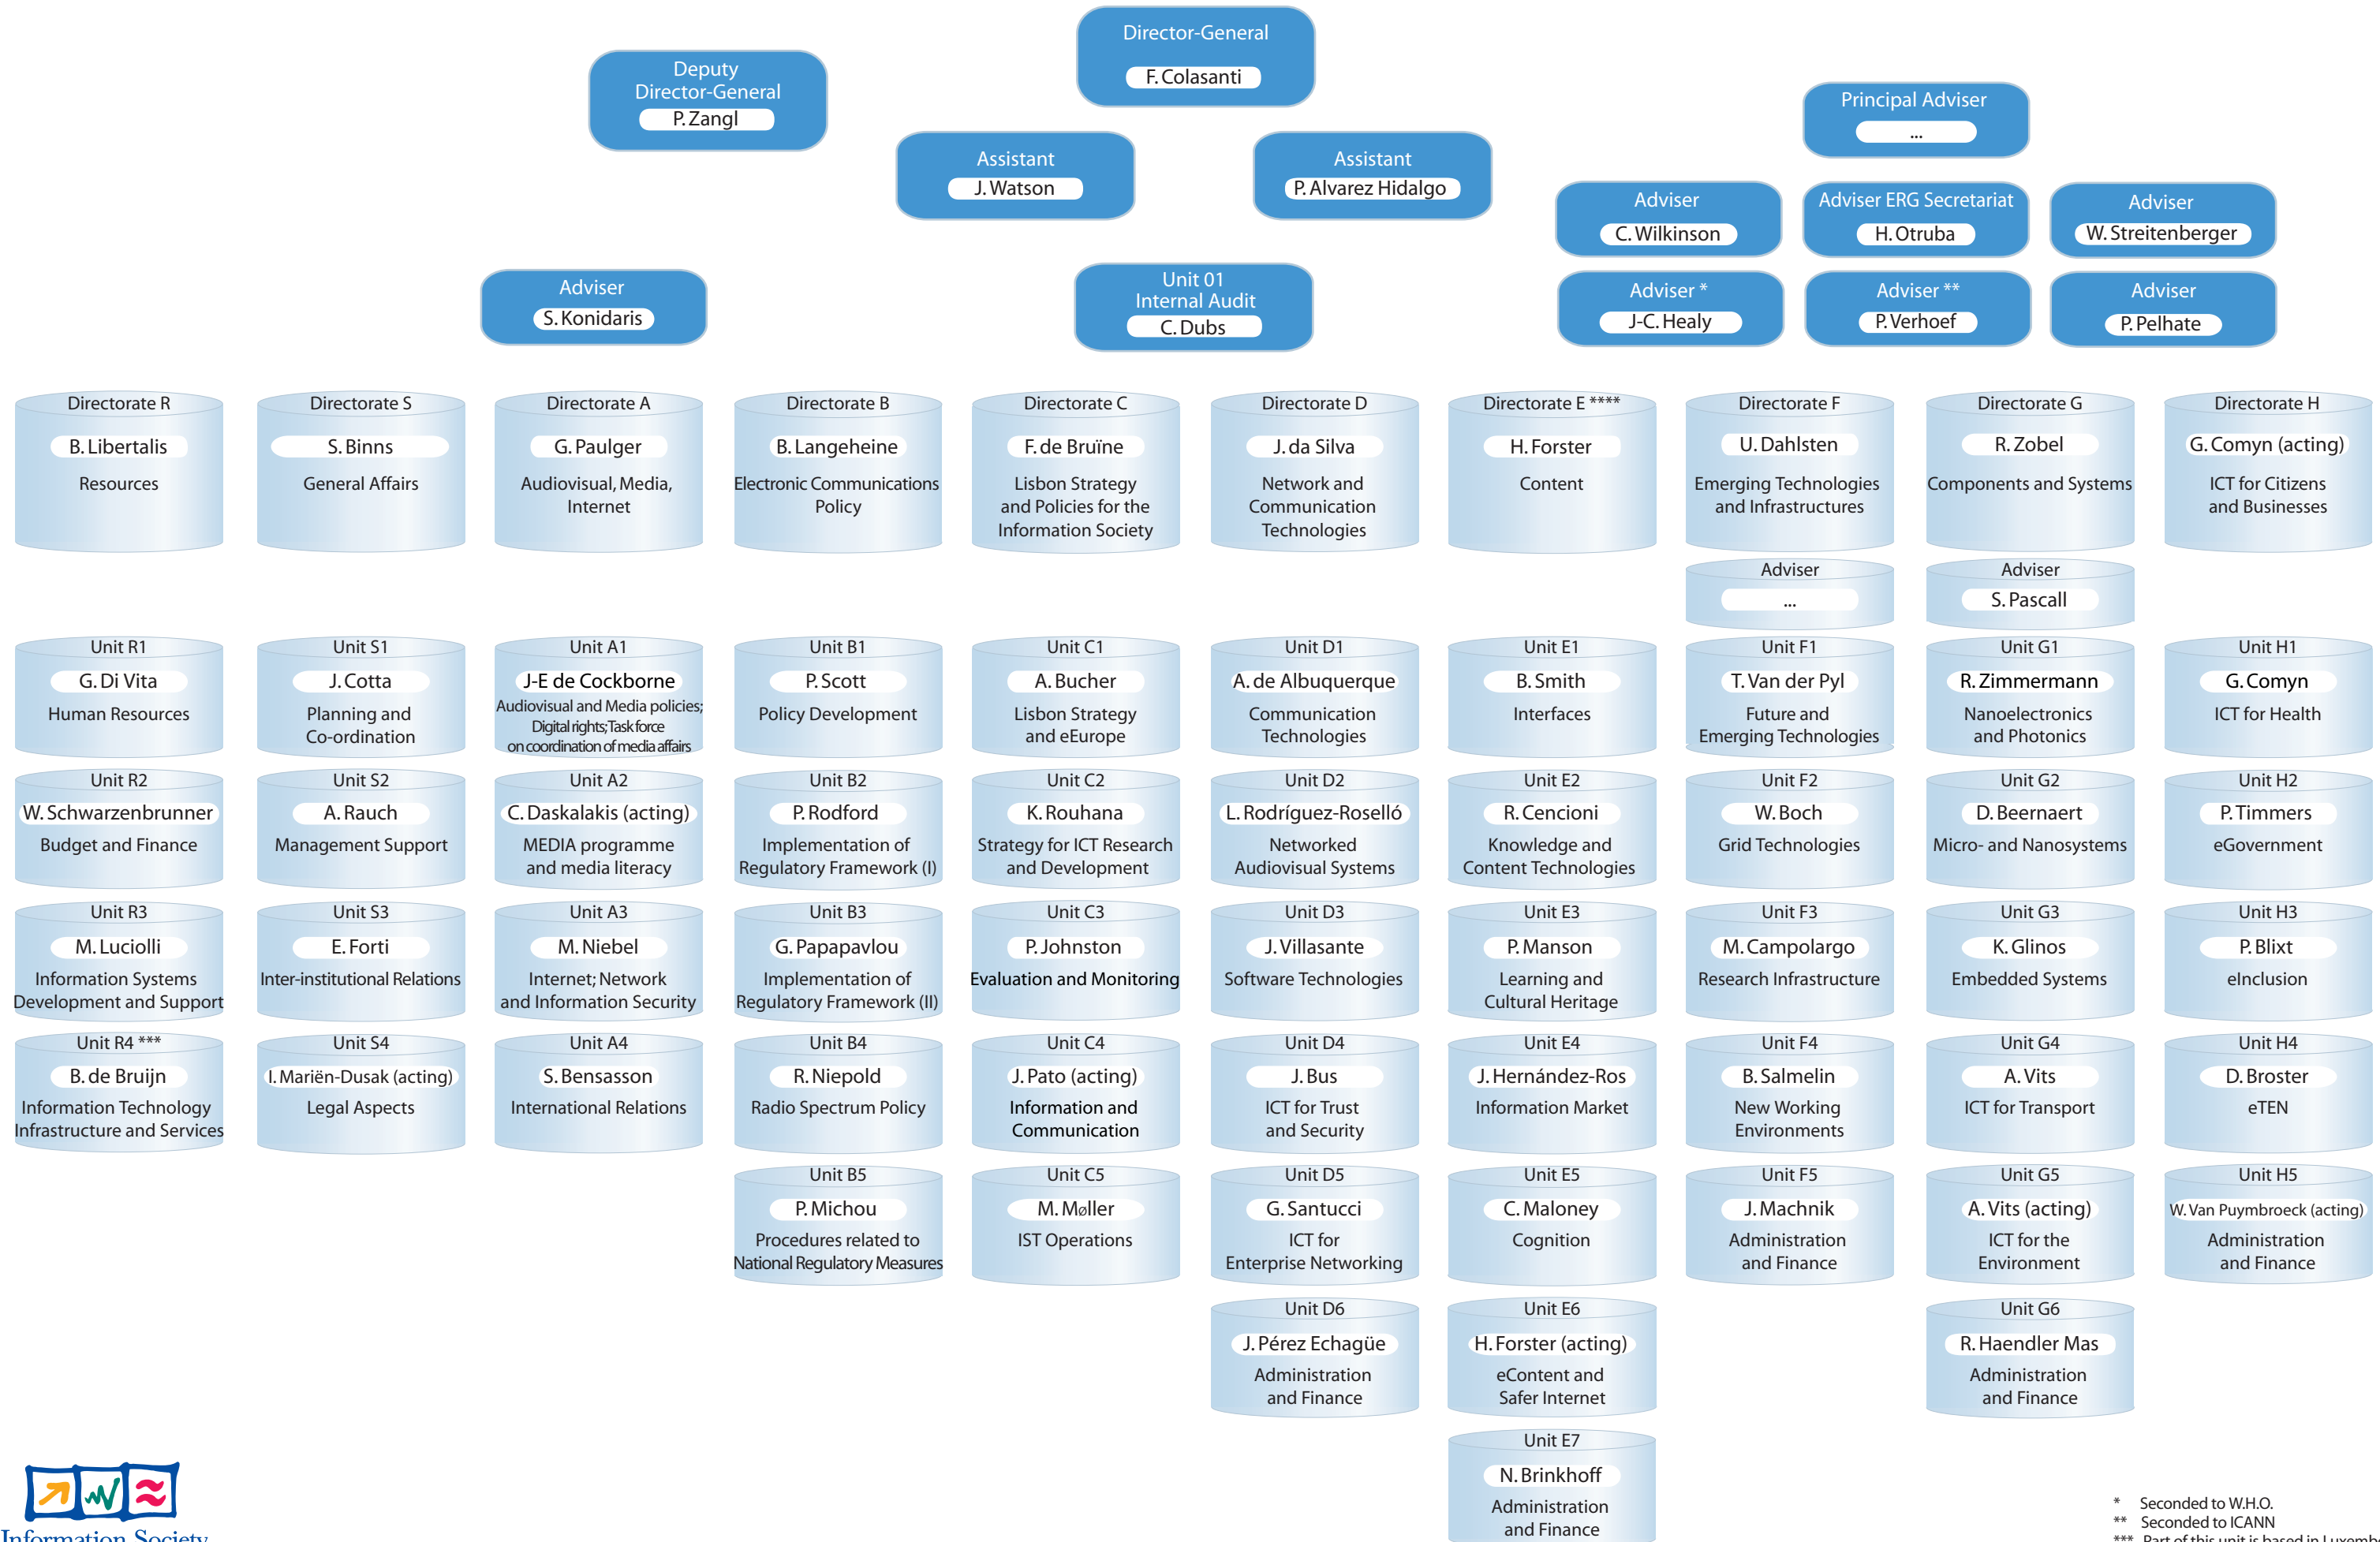 Director-General
F. Colasanti
Deputy
Director-General
P. Zangl
Principal Adviser
...
Assistant
J. Watson
Assistant
P. Alvarez Hidalgo
Adviser
C. Wilkinson
Adviser ERG Secretariat
H. Otruba
Adviser
W. Streitenberger
Adviser
S. Konidaris
Unit 01
Internal Audit
C. Dubs
Adviser *
J-C. Healy
Adviser **
P. Verhoef
Adviser
P. Pelhate
Directorate R
B. Libertalis
Resources
Directorate S
S. Binns
General Affairs
Directorate A
G. Paulger
Audiovisual, Media,
Internet
Directorate B
B. Langeheine
Electronic Communications
Policy
Directorate C
F. de Bruïne
Lisbon Strategy
and Policies for the
Information Society
Directorate D
J. da Silva
Network and
Communication
Technologies
Directorate E ****
H. Forster
Content
Directorate F
U. Dahlsten
Emerging Technologies
and Infrastructures
Directorate G
R. Zobel
Components and Systems
Directorate H
G. Comyn (acting)
ICT for Citizens
and Businesses
Adviser
...
Adviser
S. Pascall
Unit R1
G. Di Vita
Human Resources
Unit S1
J. Cotta
Planning and
Co-ordination
Unit A1
J-E de Cockborne
Audiovisual and Media policies;
Digital rights; Task force
on coordination of media affairs
Unit B1
P. Scott
Policy Development
Unit C1
A. Bucher
Lisbon Strategy
and eEurope
Unit D1
A. de Albuquerque
Communication
Technologies
Unit E1
B. Smith
Interfaces
Unit F1
T. Van der Pyl
Future and
Emerging Technologies
Unit G1
R. Zimmermann
Nanoelectronics
and Photonics
Unit H1
G. Comyn
ICT for Health
Unit R2
W. Schwarzenbrunner
Budget and Finance
Unit S2
A. Rauch
Management Support
Unit A2
C. Daskalakis (acting)
MEDIA programme
and media literacy
Unit B2
P. Rodford
Implementation of
Regulatory Framework (I)
Unit C2
K. Rouhana
Strategy for ICT Research
and Development
Unit D2
L. Rodríguez-Roselló
Networked
Audiovisual Systems
Unit E2
R. Cencioni
Knowledge and
Content Technologies
Unit F2
W. Boch
Grid Technologies
Unit G2
D. Beernaert
Micro- and Nanosystems
Unit H2
P. Timmers
eGovernment
Unit R3
M. Luciolli
Information Systems
Development and Support
Unit S3
E. Forti
Inter-institutional Relations
Unit A3
M. Niebel
Internet; Network
and Information Security
Unit B3
G. Papapavlou
Implementation of
Regulatory Framework (II)
Unit C3
P. Johnston
Evaluation and Monitoring
Unit D3
J. Villasante
Software Technologies
Unit E3
P. Manson
Learning and
Cultural Heritage
Unit F3
M. Campolargo
Research Infrastructure
Unit G3
K. Glinos
Embedded Systems
Unit H3
P. Blixt
eInclusion
Unit R4 ***
B. de Bruijn
Information Technology
Infrastructure and Services
Unit S4
I. Mariën-Dusak (acting)
Legal Aspects
Unit A4
S. Bensasson
International Relations
Unit B4
R. Niepold
Radio Spectrum Policy
Unit C4
J. Pato (acting)
Information and
Communication
Unit D4
J. Bus
ICT for Trust
and Security
Unit E4
J. Hernández-Ros
Information Market
Unit F4
B. Salmelin
New Working
Environments
Unit G4
A. Vits
ICT for Transport
Unit H4
D. Broster
eTEN
Unit B5
P. Michou
Procedures related to
National Regulatory Measures
Unit C5
M. Møller
IST Operations
Unit D5
G. Santucci
ICT for
Enterprise Networking
Unit E5
C. Maloney
Cognition
Unit F5
J. Machnik
Administration
and Finance
Unit G5
A. Vits (acting)
ICT for the
Environment
Unit H5
W. Van Puymbroeck (acting)
Administration
and Finance
Unit D6
J. Pérez Echagüe
Administration
and Finance
Unit E6
H. Forster (acting)
eContent and
Safer Internet
Unit G6
R. Haendler Mas
Administration
and Finance
Unit E7
N. Brinkhoff
Administration
and Finance
Information Society
* Seconded to W.H.O.
** Seconded to ICANN
*** Part of this unit is based in